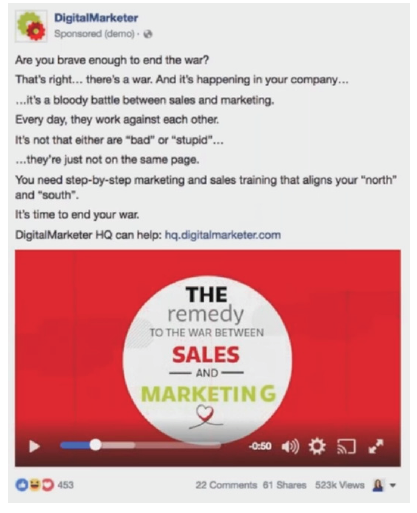 DigitalMarketer
Sponsored (demo) ·
Are you brave enough to end the war?
That's right... there's a war. And it's happening in your company...
...it's a bloody battle between sales and marketing.
Every day, they work against each other.
It's not that either are "bad" or "stupid"...
...they're just not on the same page.
You need step-by-step marketing and sales training that aligns your "north"
and "south".
It's time to end your war.
DigitalMarketer HQ can help: hq.digitalmarketer.com
THE
remedy
TO THE WAR BETWEEN
SALES
AND
MARKETING
-0:50
453
22 Comments 61 Shares 523k Views